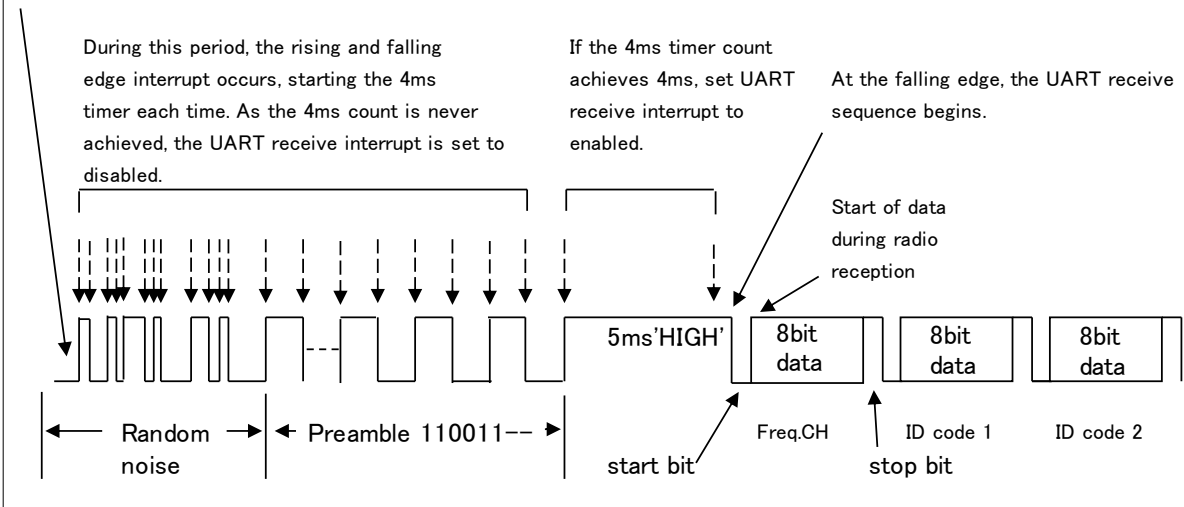 During this period, the rising and falling
edge interrupt occurs, starting the 4ms
timer each time. As the 4ms count is never
achieved, the UART receive interrupt is set to
disabled.
If the 4ms timer count
achieves 4ms, set UART
receive interrupt to
enabled.
At the falling edge, the UART receive
sequence begins.
Start of data
during radio
reception
5ms'HIGH'
8bit
data
8bit
data
8bit
data
Random
noise
Preamble 110011--
start bit
Freq.CH
stop bit
ID code 1
ID code 2